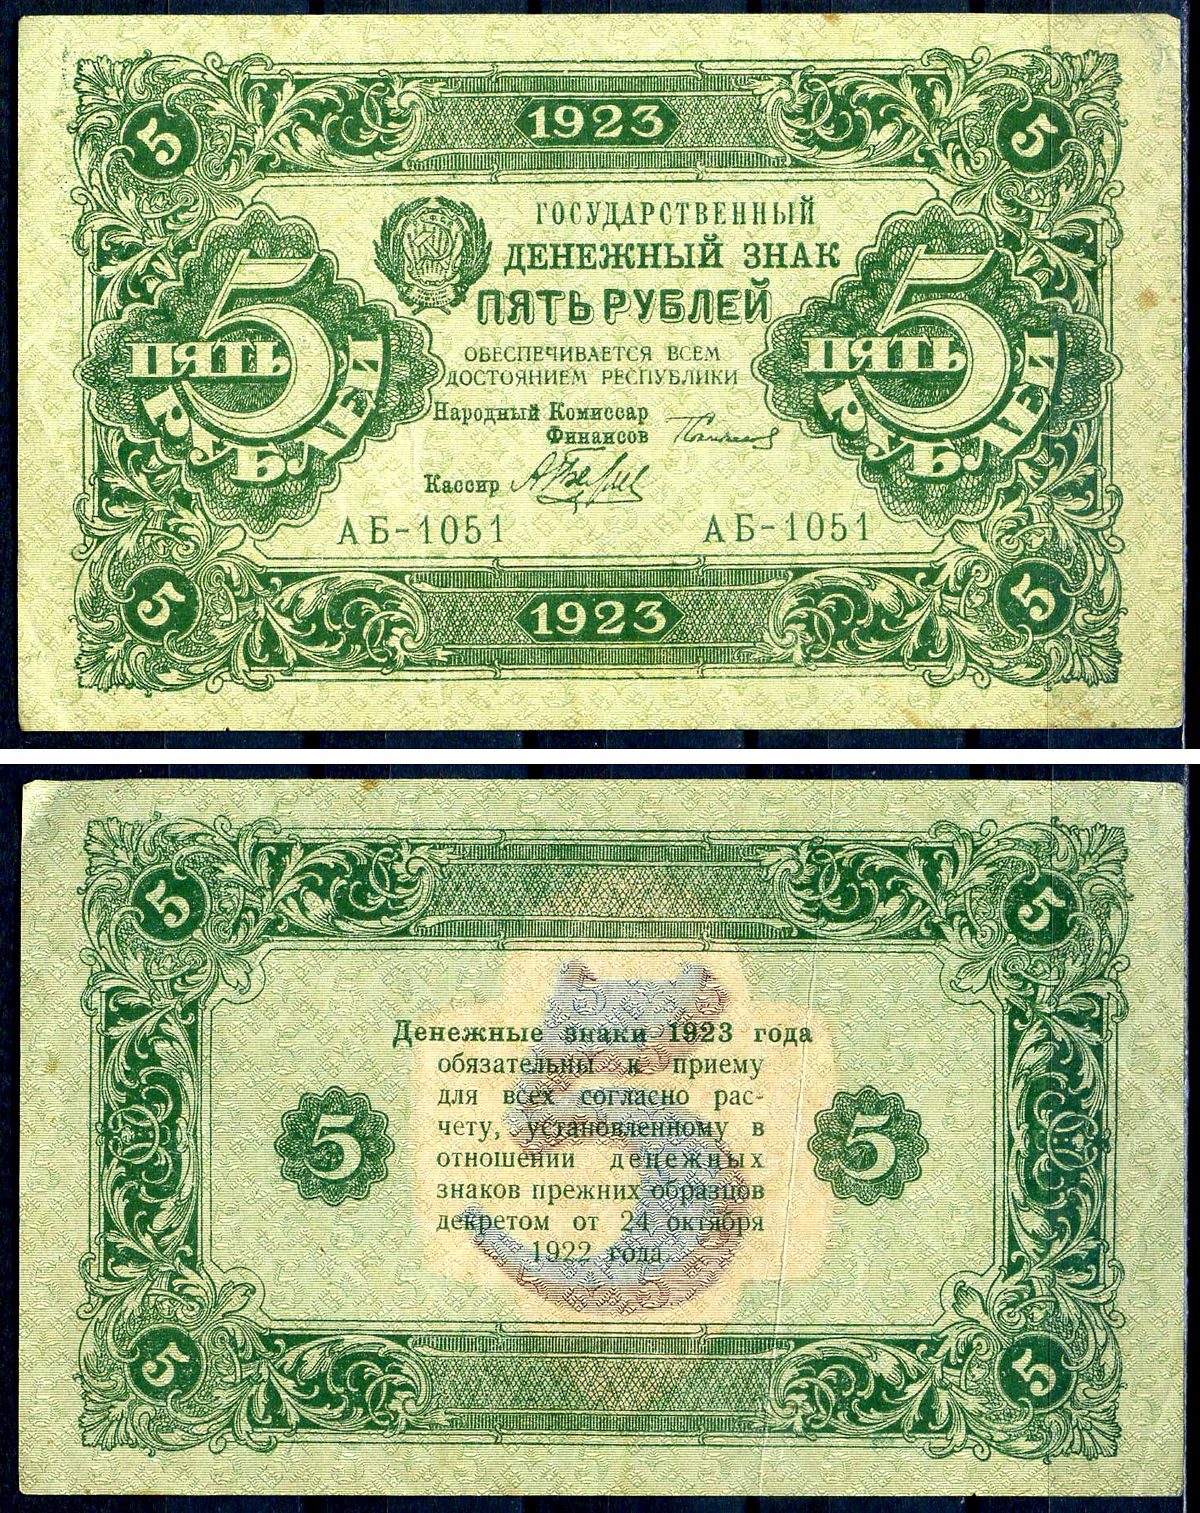 1923
5 5
ГОСУДАРСТВЕННЫЙ
ДЕНЕЖНЫЙ ЗНАК
ПЯТЬ РУБЛЕЙ
5 ПЯТЬ РУБЛЕЙ
5 ПЯТЬ РУБЛЕЙ
ОБЕСПЕЧИВАЕТСЯ ВСЕМ
ДОСТОЯНИЕМ РЕСПУБЛИКИ
Народный Комиссар
Финансов
Кассир
АБ-1051 АБ-1051
5 5
1923
5 5
Денежные знаки 1923 года
обязательны к приему
для всех согласно рас-
чету, установленному в
отношении денежных
знаков прежних образцов
декретом от 24 октября
1922 года
5 5
5
5 5